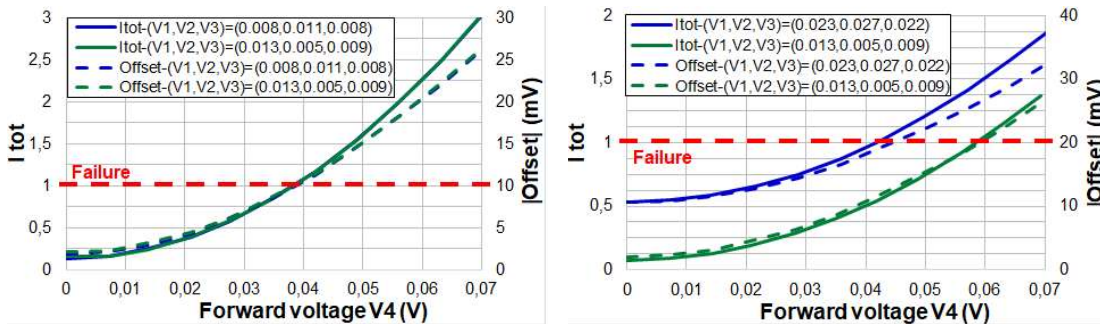 3
2,5
2
1,5
1
0,5
0
I tot
Itot-(V1,V2,V3)=(0.008,0.011,0.008)
Itot-(V1,V2,V3)=(0.013,0.005,0.009)
Offset-(V1,V2,V3)=(0.008,0.011,0.008)
Offset-(V1,V2,V3)=(0.013,0.005,0.009)
Failure
30
25
20
15
10
5
0
|Offset| (mV)
0 0,01 0,02 0,03 0,04 0,05 0,06 0,07
Forward voltage V4 (V)
2
1,5
1
0,5
0
I tot
Itot-(V1,V2,V3)=(0.023,0.027,0.022)
Itot-(V1,V2,V3)=(0.013,0.005,0.009)
Offset-(V1,V2,V3)=(0.023,0.027,0.022)
Offset-(V1,V2,V3)=(0.013,0.005,0.009)
Failure
40
30
20
10
0
|Offset| (mV)
0 0,01 0,02 0,03 0,04 0,05 0,06 0,07
Forward voltage V4 (V)